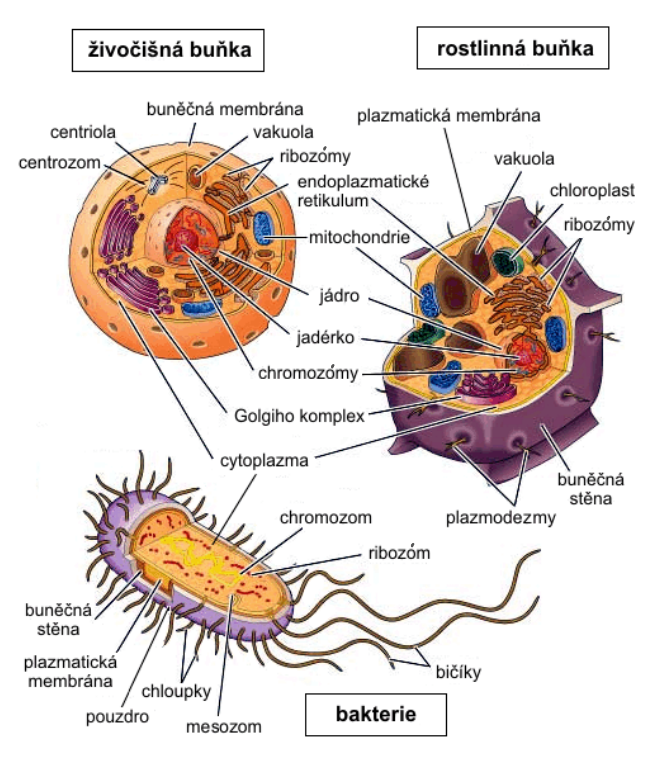 živočišná buňka
rostlinná buňka
buněčná membrána
plazmatická membrána
centriola
vakuola
centrozom
ribozómy
vakuola
endoplazmatické
retikulum
chloroplast
ribozómy
mitochondrie
jádro
jadérko
chromozómy
Golgiho komplex
cytoplazma
buněčná
stěna
plazmodezmy
chromozom
ribozóm
buněčná
stěna
plazmatická
membrána
chloupky
bičíky
pouzdro
mesozom
bakterie